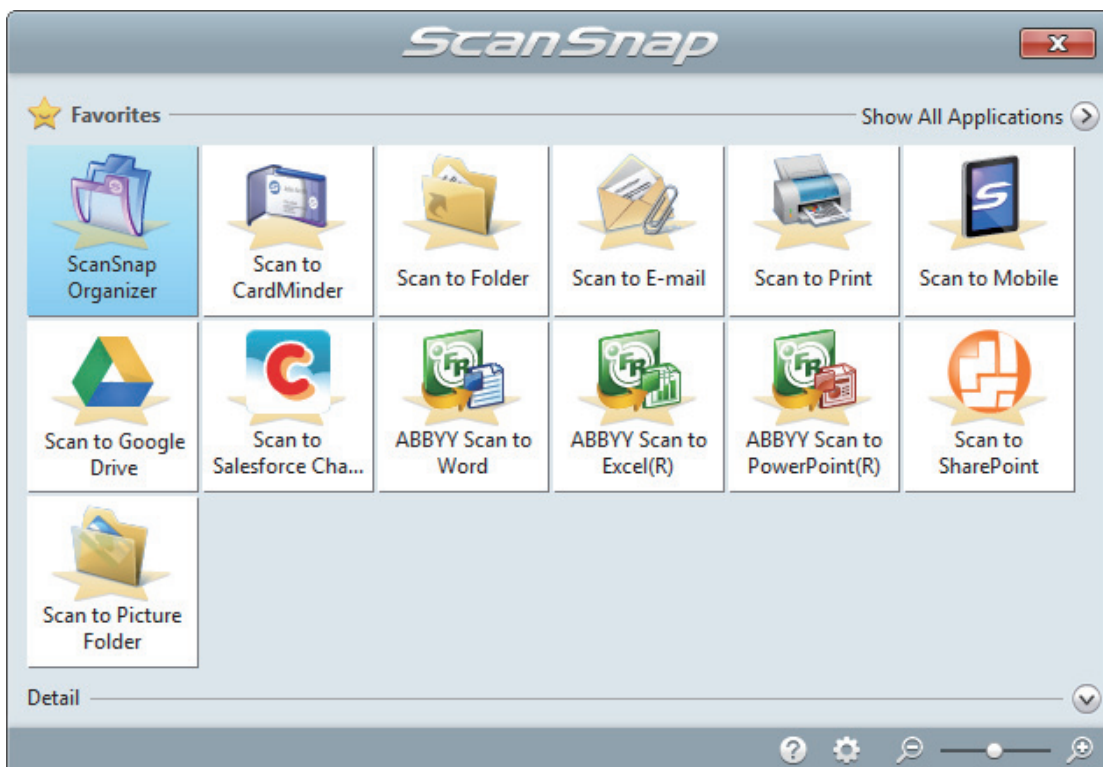 ScanSnap
Favorites
Show All Applications
ScanSnap
Organizer
Scan to
CardMinder
Scan to Folder
Scan to E-mail
Scan to Print
Scan to Mobile
Scan to Google
Drive
Scan to
Salesforce Cha...
ABBYY Scan to
Word
ABBYY Scan to
Excel(R)
ABBYY Scan to
PowerPoint(R)
Scan to
SharePoint
Scan to Picture
Folder
Detail